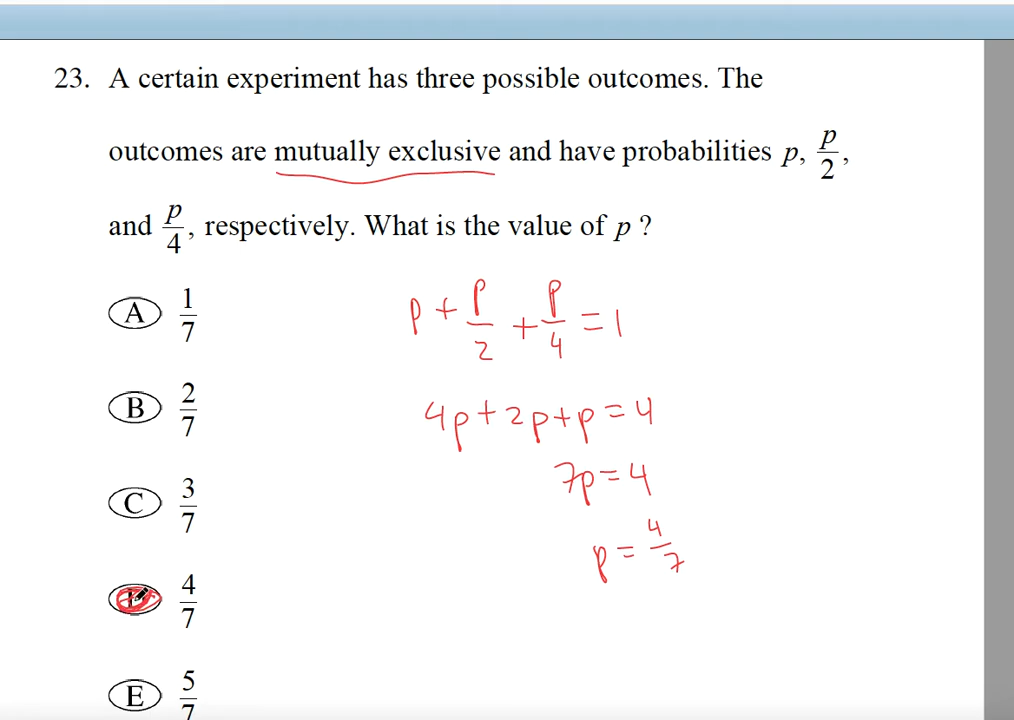 23. A certain experiment has three possible outcomes. The
outcomes are mutually exclusive and have probabilities p, p/2,
and p/4, respectively. What is the value of p ?
A 1/7
p + p/2 + p/4 = 1
B 2/7
4p + 2p + p = 4
7p = 4
C 3/7
p = 4/7
4/7
E 5/7